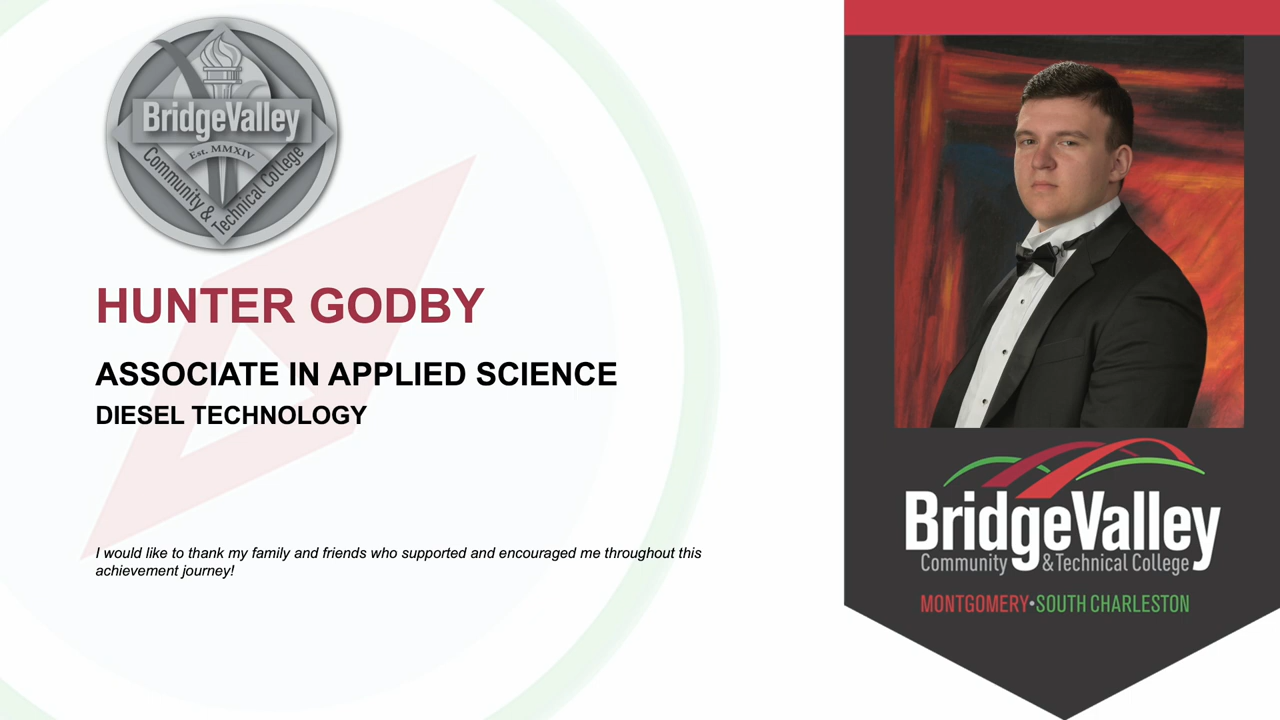 BridgeValley
Est. MMXIV
Community & Technical College
HUNTER GODBY
ASSOCIATE IN APPLIED SCIENCE
DIESEL TECHNOLOGY
I would like to thank my family and friends who supported and encouraged me throughout this
achievement journey!
BridgeValley
Community & Technical College
MONTGOMERY•SOUTH CHARLESTON